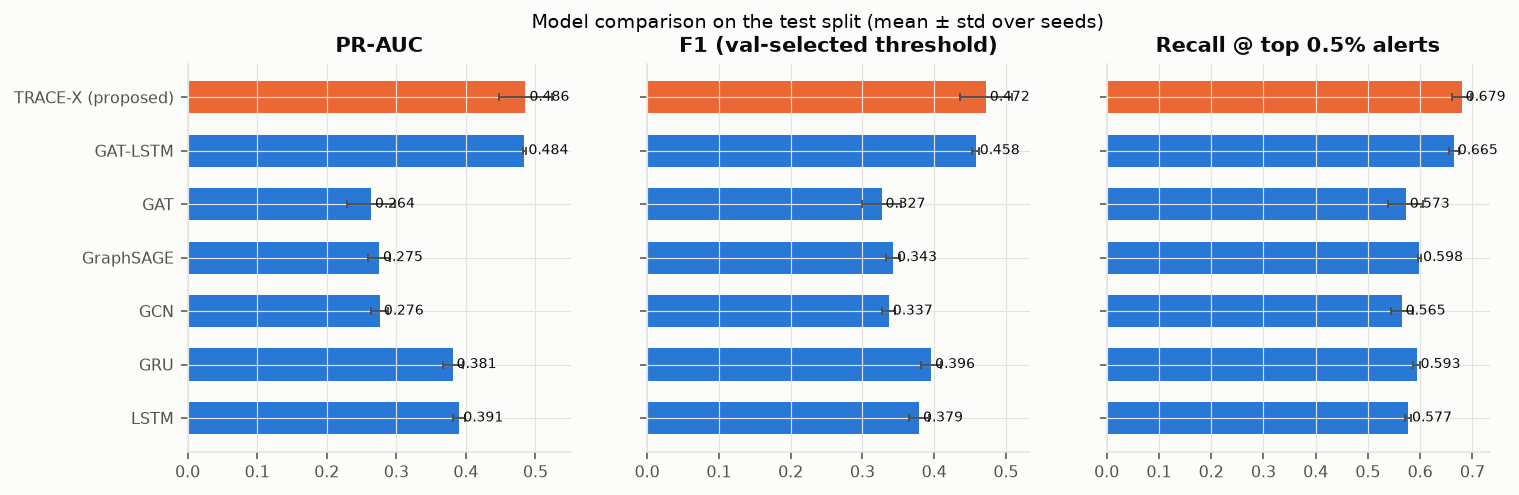 Model comparison on the test split (mean ± std over seeds)
PR-AUC
F1 (val-selected threshold)
Recall @ top 0.5% alerts
TRACE-X (proposed)
0.486
0.472
0.679
GAT-LSTM
0.484
0.458
0.665
GAT
0.264
0.327
0.573
GraphSAGE
0.275
0.343
0.598
GCN
0.276
0.337
0.565
GRU
0.381
0.396
0.593
LSTM
0.391
0.379
0.577
0.0 0.1 0.2 0.3 0.4 0.5
0.0 0.1 0.2 0.3 0.4 0.5
0.0 0.1 0.2 0.3 0.4 0.5 0.6 0.7